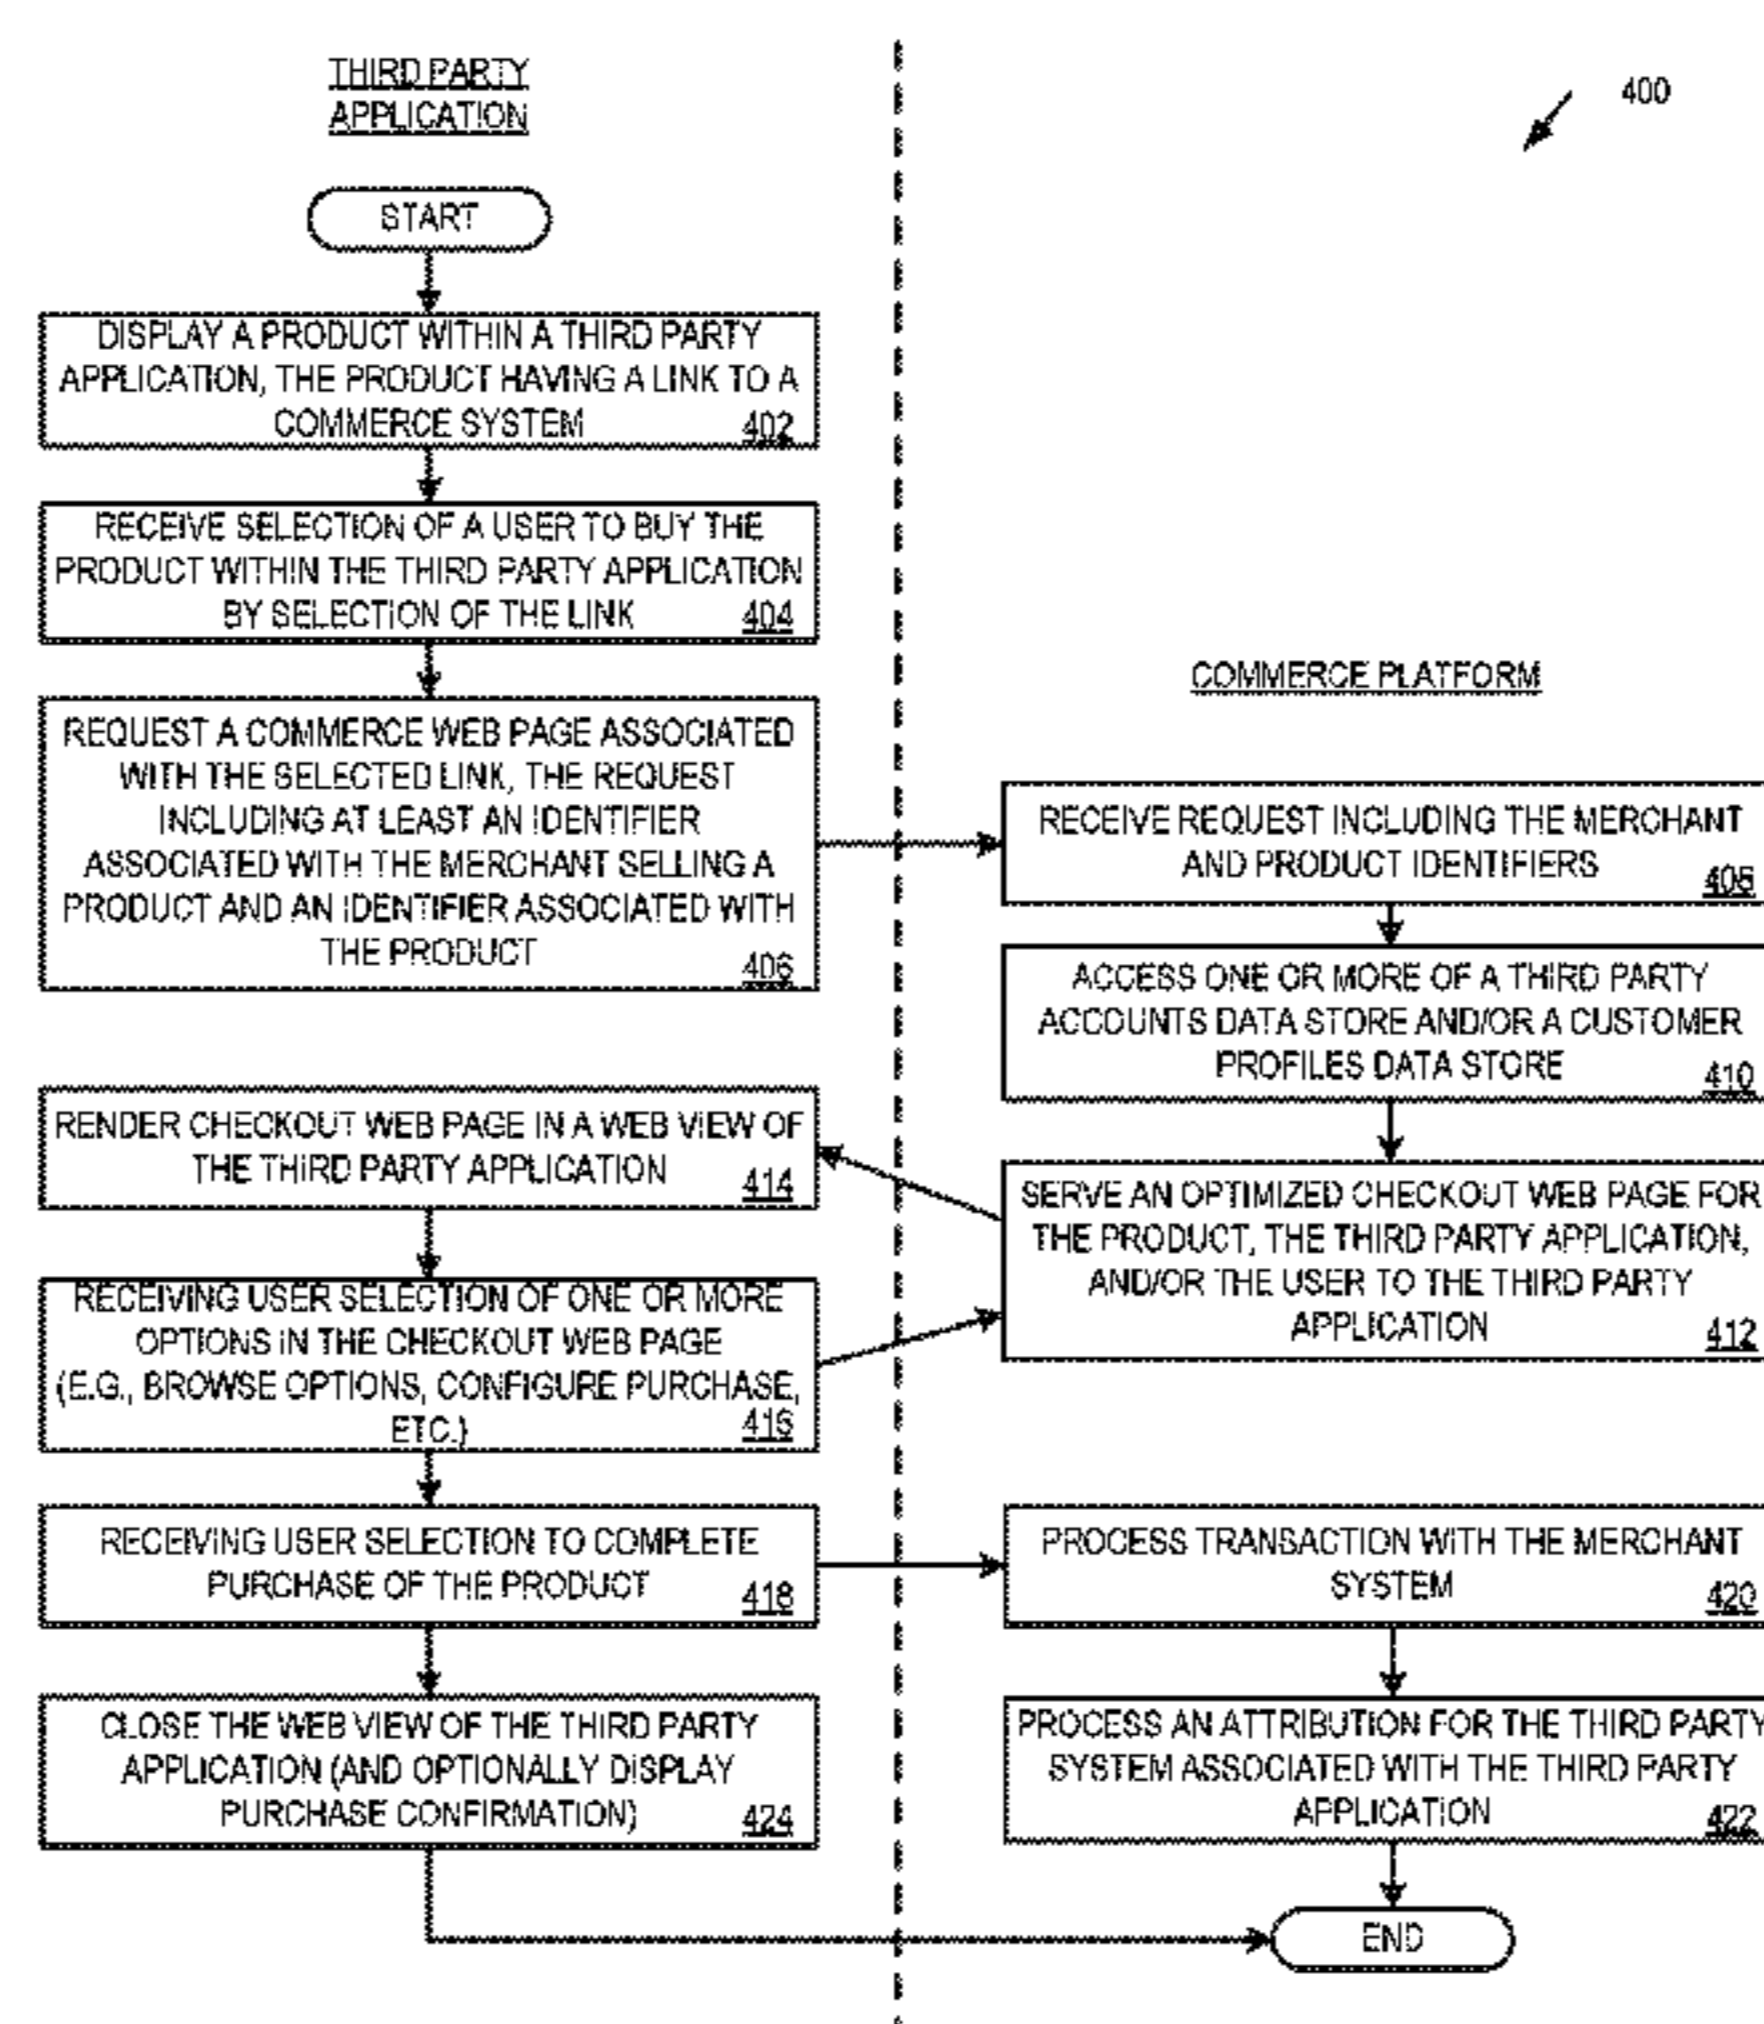 THIRD PARTY
APPLICATION
400
START
DISPLAY A PRODUCT WITHIN A THIRD PARTY
APPLICATION, THE PRODUCT HAVING A LINK TO A
COMMERCE SYSTEM 402
RECEIVE SELECTION OF A USER TO BUY THE
PRODUCT WITHIN THE THIRD PARTY APPLICATION
BY SELECTION OF THE LINK 404
REQUEST A COMMERCE WEB PAGE ASSOCIATED
WITH THE SELECTED LINK, THE REQUEST
INCLUDING AT LEAST AN IDENTIFIER
ASSOCIATED WITH THE MERCHANT SELLING A
PRODUCT AND AN IDENTIFIER ASSOCIATED WITH
THE PRODUCT 406
COMMERCE PLATFORM
RECEIVE REQUEST INCLUDING THE MERCHANT
AND PRODUCT IDENTIFIERS
ACCESS ONE OR MORE OF A THIRD PARTY
ACCOUNTS DATA STORE AND/OR A CUSTOMER
PROFILES DATA STORE 410
SERVE AN OPTIMIZED CHECKOUT WEB PAGE FOR
THE PRODUCT, THE THIRD PARTY APPLICATION,
AND/OR THE USER TO THE THIRD PARTY
APPLICATION 412
RENDER CHECKOUT WEB PAGE IN A WEB VIEW OF
THE THIRD PARTY APPLICATION 414
RECEIVING USER SELECTION OF ONE OR MORE
OPTIONS IN THE CHECKOUT WEB PAGE
(E.G., BROWSE OPTIONS, CONFIGURE PURCHASE,
ETC.) 416
RECEIVING USER SELECTION TO COMPLETE
PURCHASE OF THE PRODUCT 418
PROCESS TRANSACTION WITH THE MERCHANT
SYSTEM 420
CLOSE THE WEB VIEW OF THE THIRD PARTY
APPLICATION (AND OPTIONALLY DISPLAY
PURCHASE CONFIRMATION) 424
PROCESS AN ATTRIBUTION FOR THE THIRD PARTY
SYSTEM ASSOCIATED WITH THE THIRD PARTY
APPLICATION 422
END